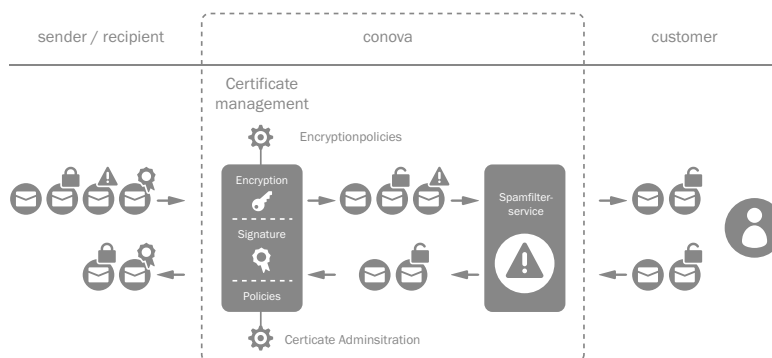 sender / recipient
conova
customer
Certificate
management
Encryptionpolicies
Encryption
Signature
Policies
Spamfilter-
service
Certicate Adminsitration